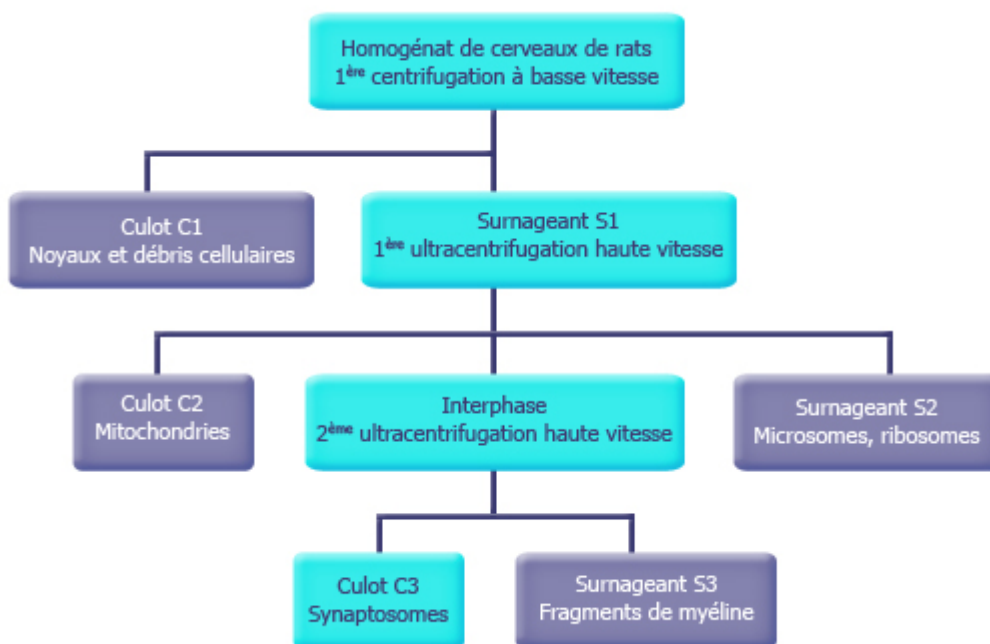 Homogénat de cerveaux de rats
1ère centrifugation à basse vitesse
Culot C1
Noyaux et débris cellulaires
Surnageant S1
1ère ultracentrifugation haute vitesse
Culot C2
Mitochondries
Interphase
2ème ultracentrifugation haute vitesse
Surnageant S2
Microsomes, ribosomes
Culot C3
Synaptosomes
Surnageant S3
Fragments de myéline